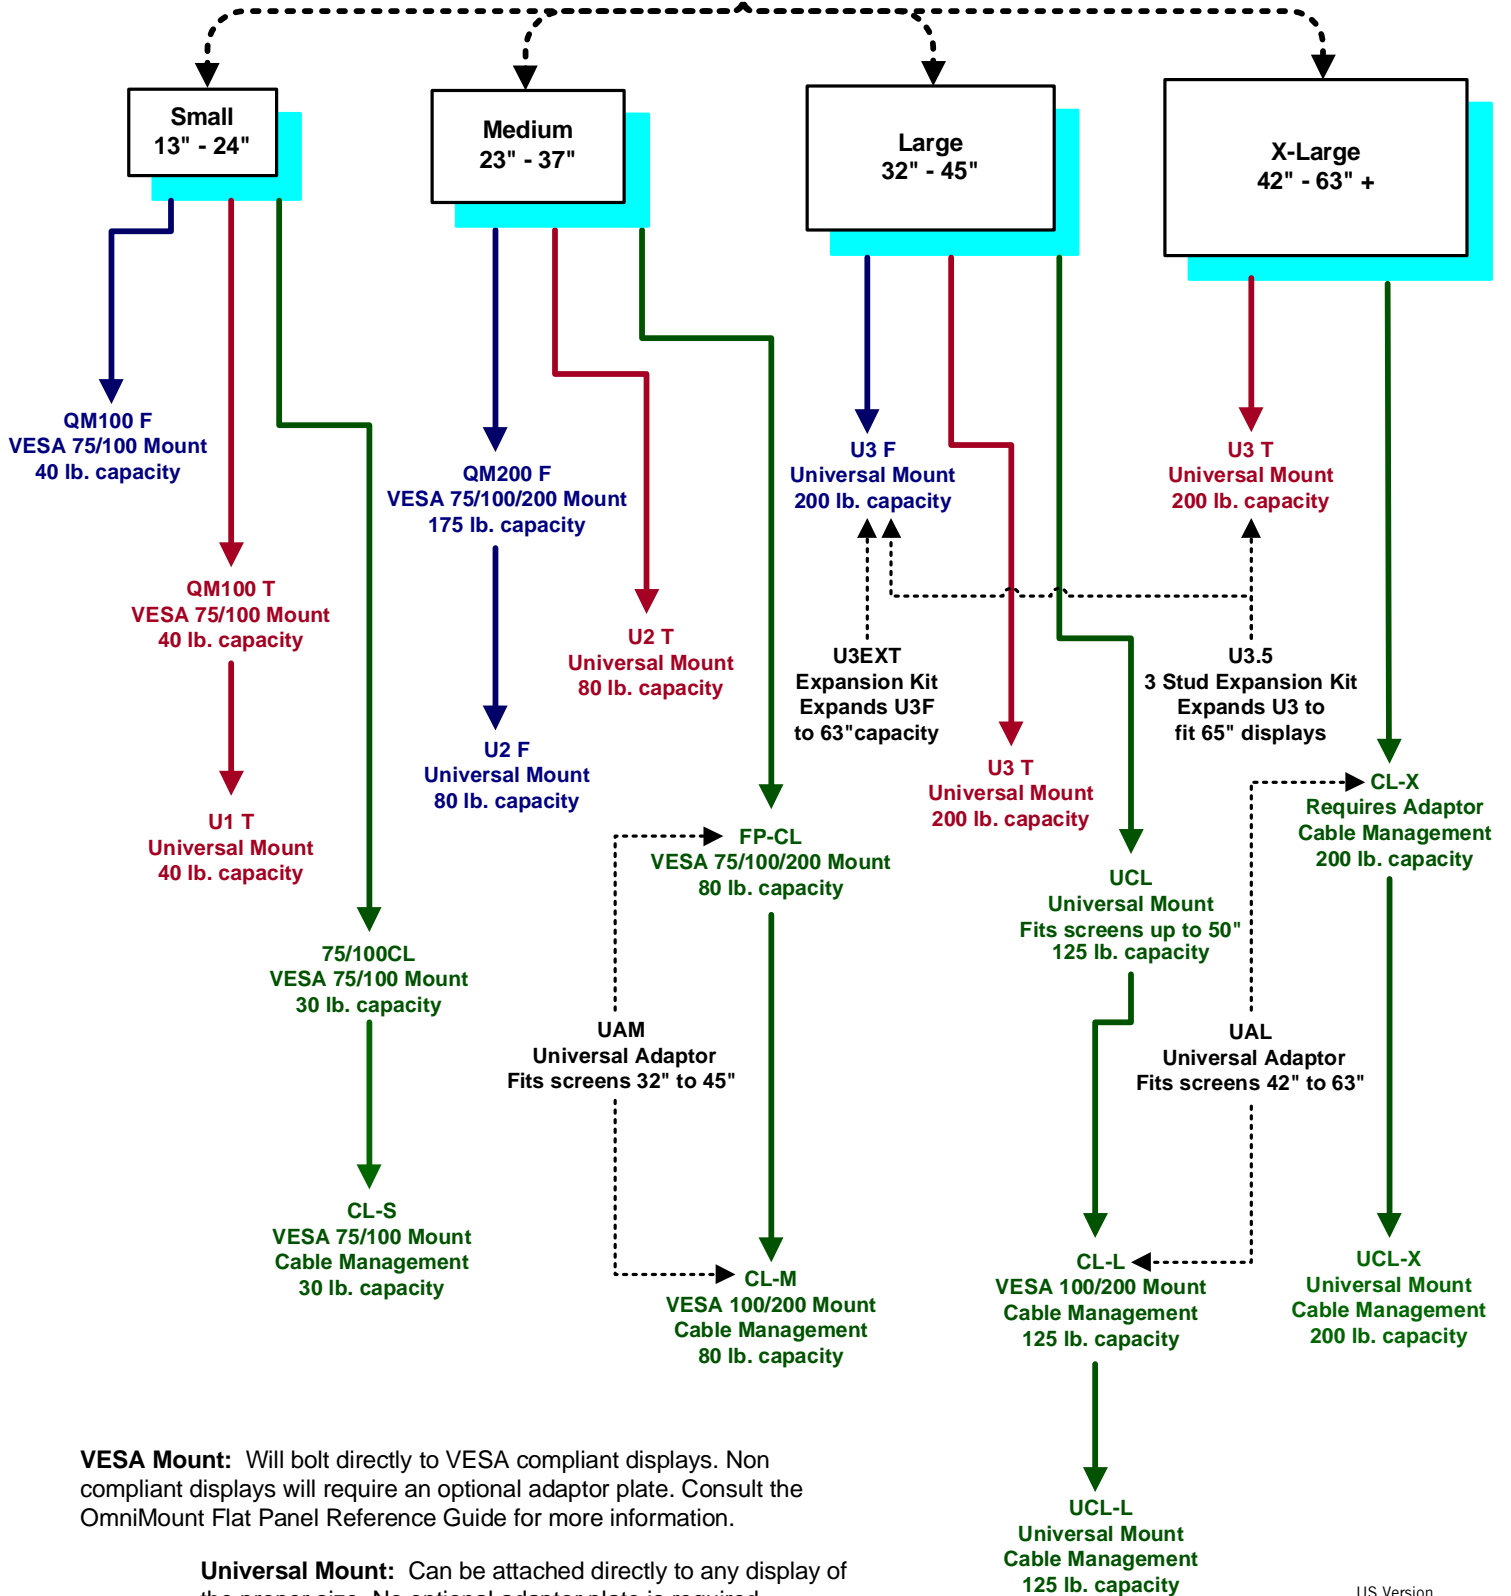 Small
13" - 24"
Medium
23" - 37"
Large
32" - 45"
X-Large
42" - 63" +
QM100 F
VESA 75/100 Mount
40 lb. capacity
QM100 T
VESA 75/100 Mount
40 lb. capacity
U1 T
Universal Mount
40 lb. capacity
75/100CL
VESA 75/100 Mount
30 lb. capacity
CL-S
VESA 75/100 Mount
Cable Management
30 lb. capacity
QM200 F
VESA 75/100/200 Mount
175 lb. capacity
U2 F
Universal Mount
80 lb. capacity
U2 T
Universal Mount
80 lb. capacity
FP-CL
VESA 75/100/200 Mount
80 lb. capacity
UAM
Universal Adaptor
Fits screens 32" to 45"
CL-M
VESA 100/200 Mount
Cable Management
80 lb. capacity
U3 F
Universal Mount
200 lb. capacity
U3EXT
Expansion Kit
Expands U3F
to 63"capacity
U3 T
Universal Mount
200 lb. capacity
UCL
Universal Mount
Fits screens up to 50"
125 lb. capacity
CL-L
VESA 100/200 Mount
Cable Management
125 lb. capacity
UCL-L
Universal Mount
Cable Management
125 lb. capacity
U3 T
Universal Mount
200 lb. capacity
U3.5
3 Stud Expansion Kit
Expands U3 to
fit 65" displays
CL-X
Requires Adaptor
Cable Management
200 lb. capacity
UAL
Universal Adaptor
Fits screens 42" to 63"
UCL-X
Universal Mount
Cable Management
200 lb. capacity
VESA Mount: Will bolt directly to VESA compliant displays. Non
compliant displays will require an optional adaptor plate. Consult the
OmniMount Flat Panel Reference Guide for more information.
Universal Mount: Can be attached directly to any display of
the proper size. No optional adaptor plate is required.
US Version